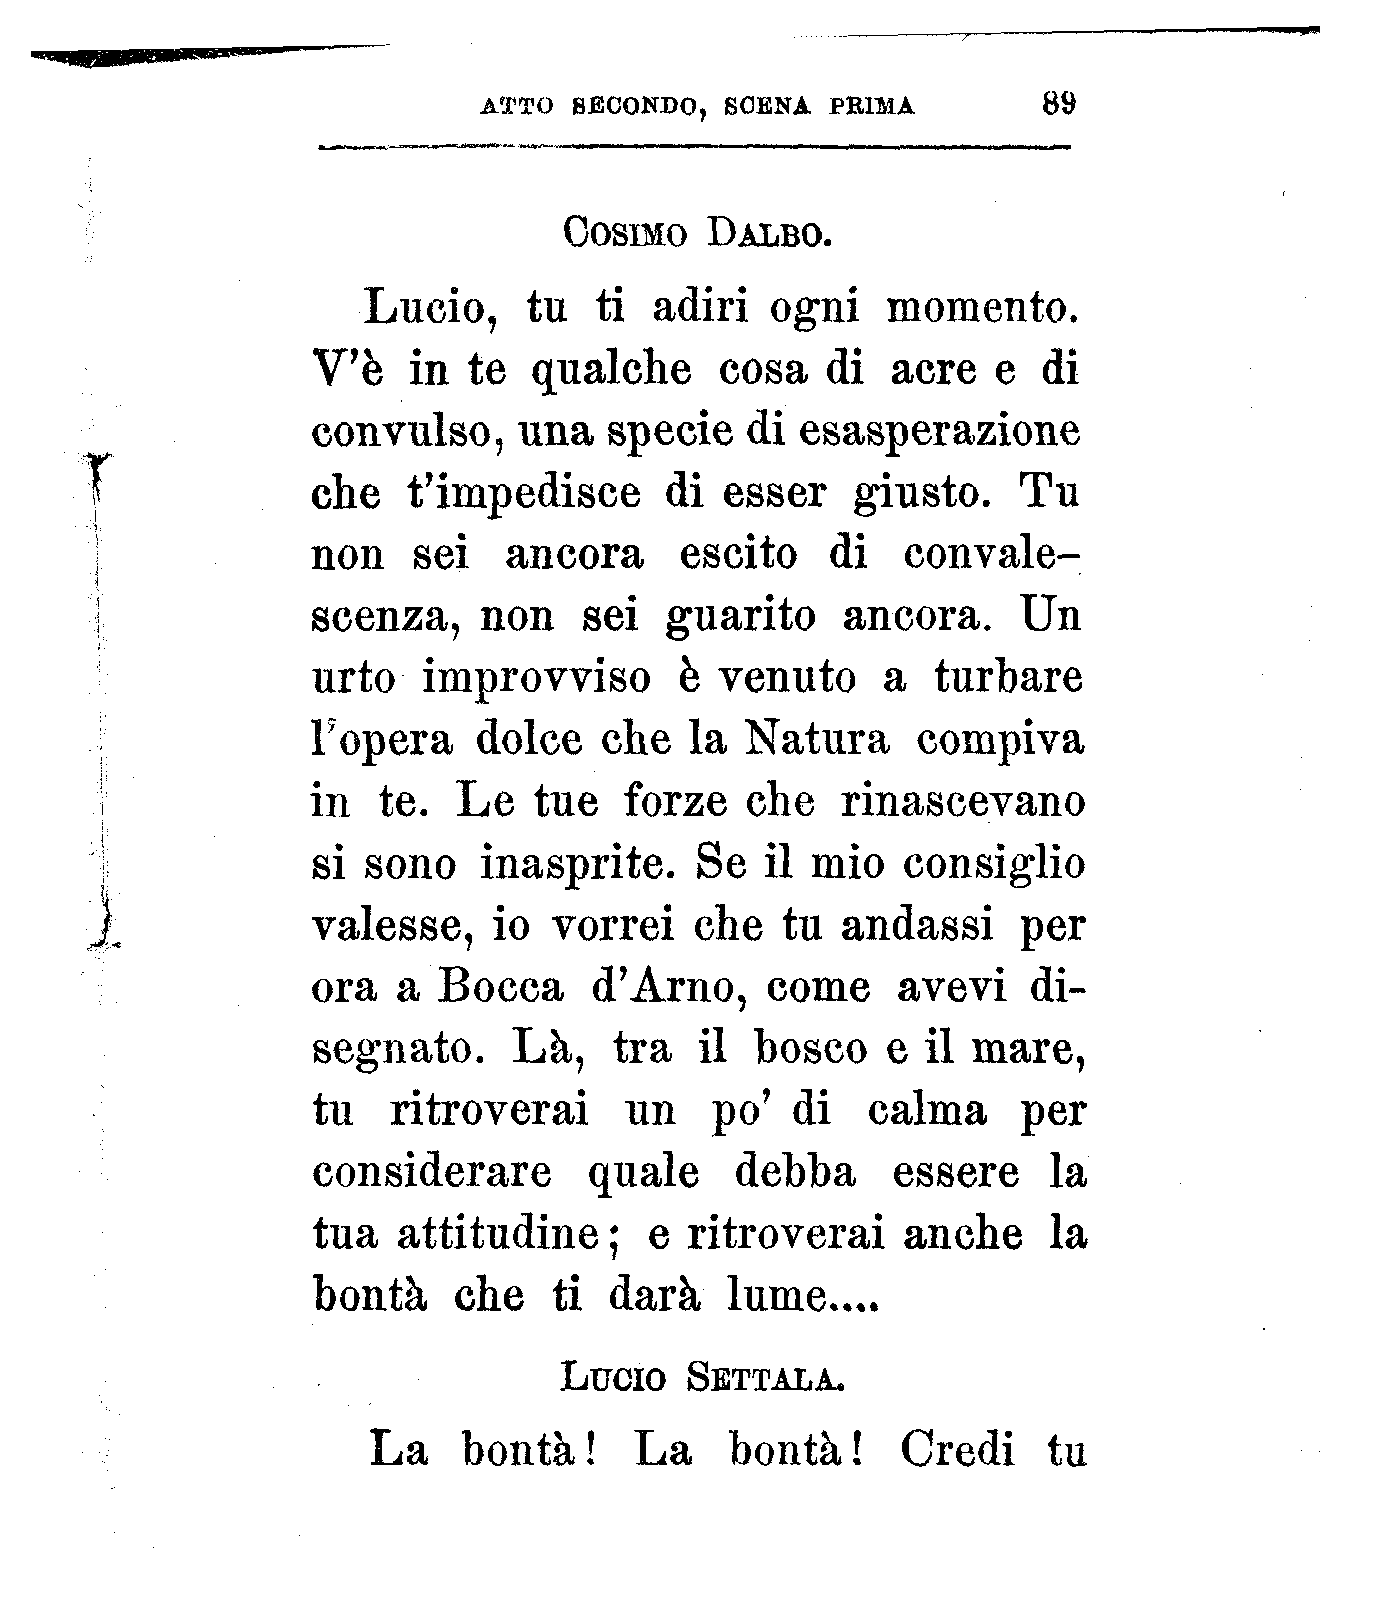 ATTO SECONDO, SCENA PRIMA 89
COSIMO DALBO.
Lucio, tu ti adiri ogni momento.
V'è in te qualche cosa di acre e di
convulso, una specie di esasperazione
che t'impedisce di esser giusto. Tu
non sei ancora escito di convale-
scenza, non sei guarito ancora. Un
urto improvviso è venuto a turbare
l'opera dolce che la Natura compiva
in te. Le tue forze che rinascevano
si sono inasprite. Se il mio consiglio
valesse, io vorrei che tu andassi per
ora a Bocca d'Arno, come avevi di-
segnato. Là, tra il bosco e il mare,
tu ritroverai un po' di calma per
considerare quale debba essere la
tua attitudine; e ritroverai anche la
bontà che ti darà lume....
LUCIO SETTALA.
La bontà! La bontà! Credi tu